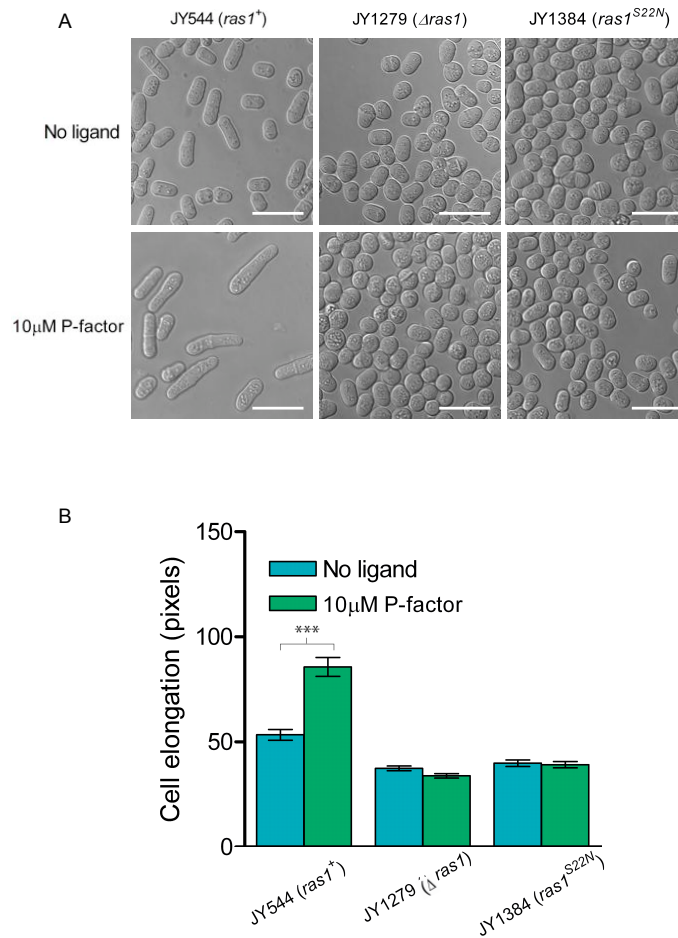 A
JY544 (ras1⁺) JY1279 (Δras1) JY1384 (ras1ˢ²²ᴺ)
No ligand
10μM P-factor
B
150
100
50
0
Cell elongation (pixels)
No ligand
10μM P-factor
***
JY544 (ras1⁺)
JY1279 (Δras1)
JY1384 (ras1ˢ²²ᴺ)